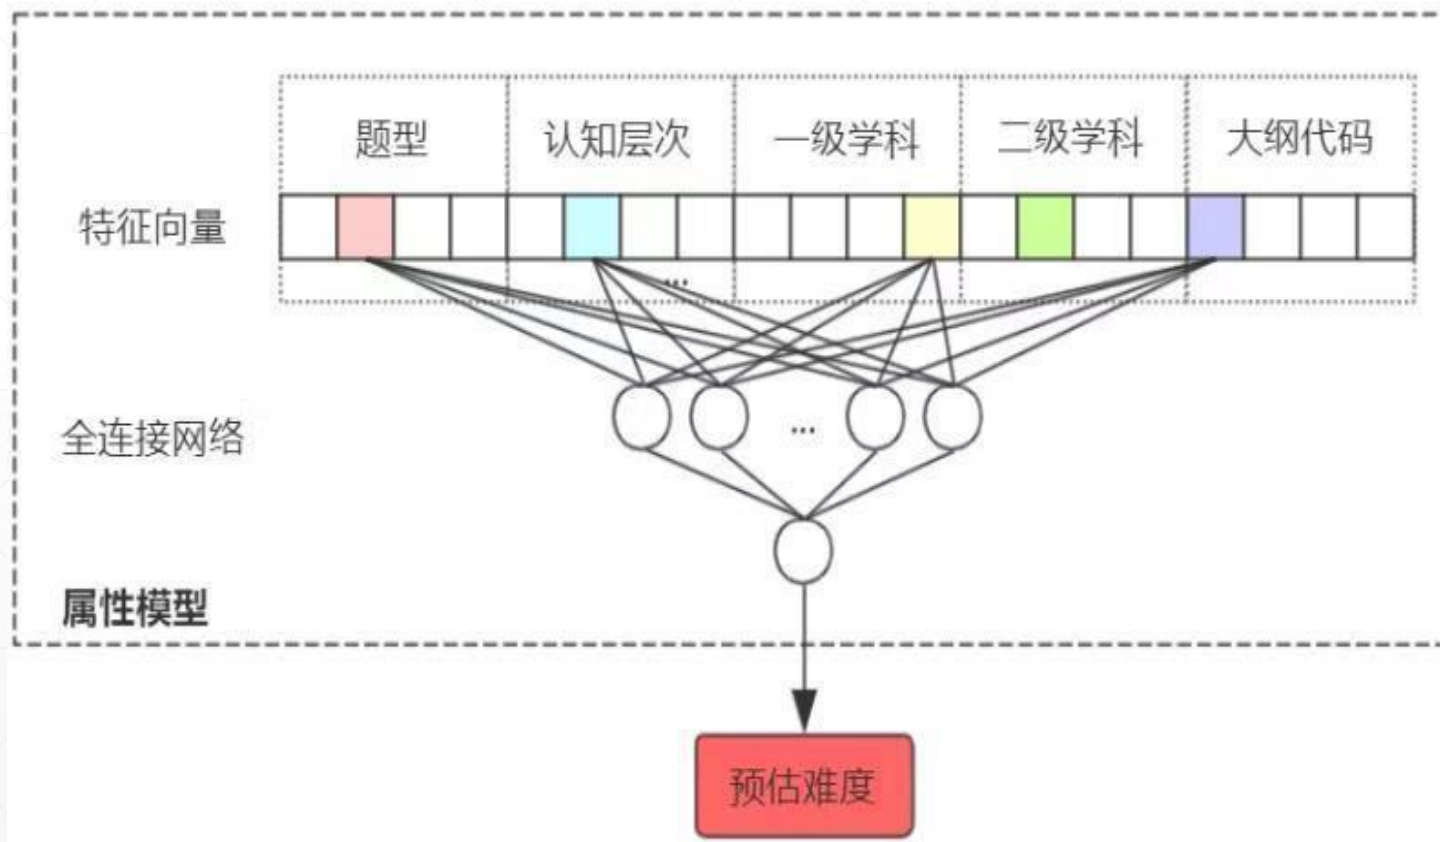 题型 认知层次 一级学科 二级学科 大纲代码
特征向量
...
全连接网络 ...
属性模型
预估难度